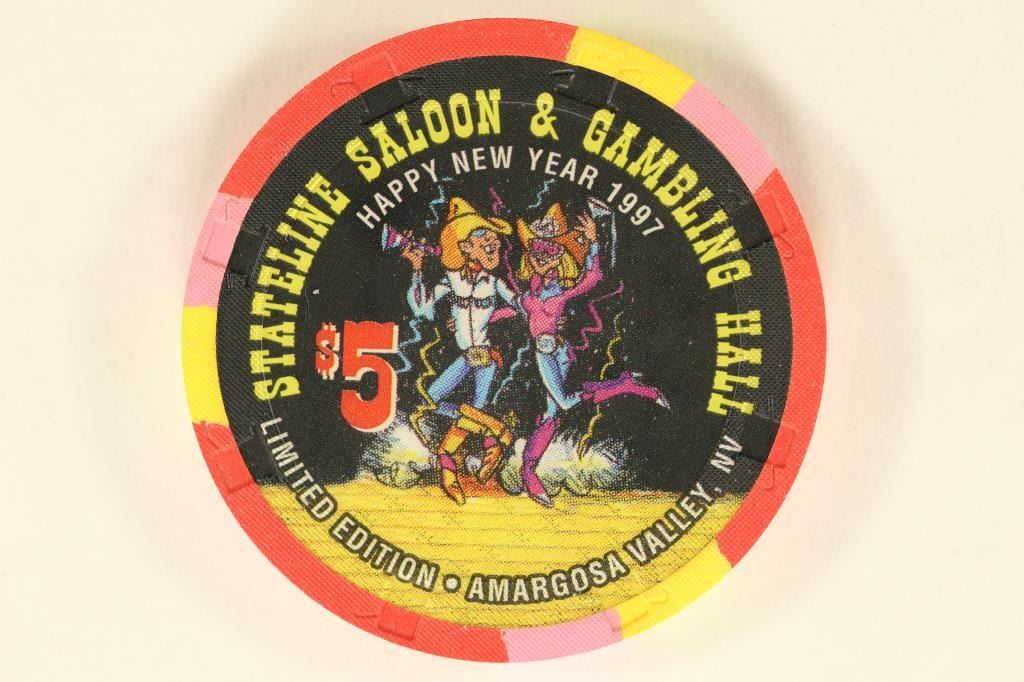 STATELINE SALOON & GAMBLING HALL
HAPPY NEW YEAR 1997
$5
LIMITED EDITION • AMARGOSA VALLEY, NV